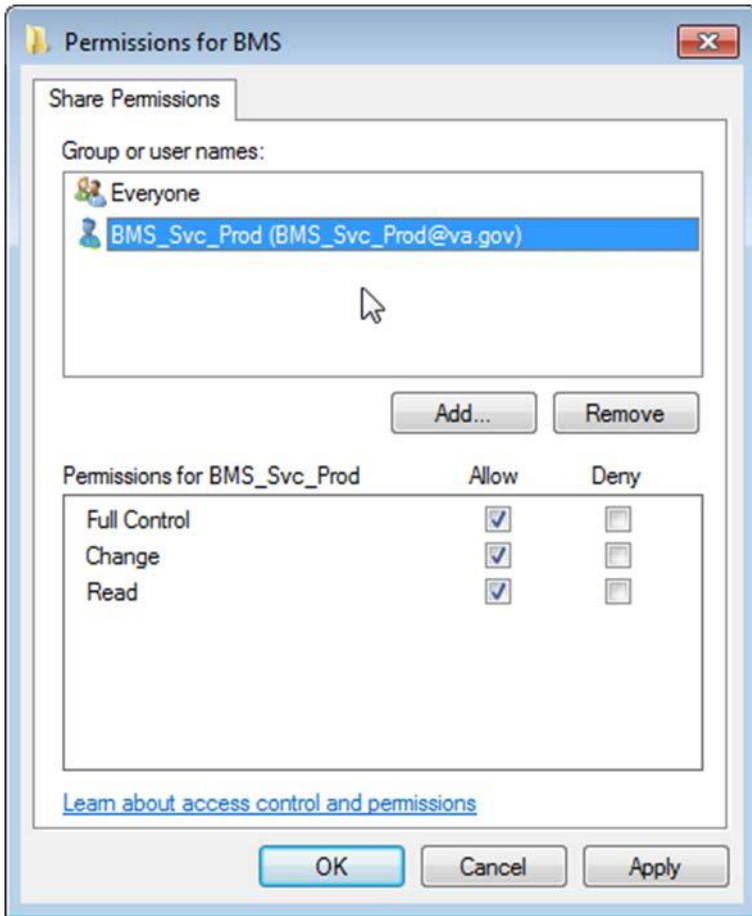 Permissions for BMS
Share Permissions
Group or user names:
Everyone
BMS_Svc_Prod (BMS_Svc_Prod@va.gov)
Add... Remove
Permissions for BMS_Svc_Prod Allow Deny
Full Control
Change
Read
Learn about access control and permissions
OK Cancel Apply